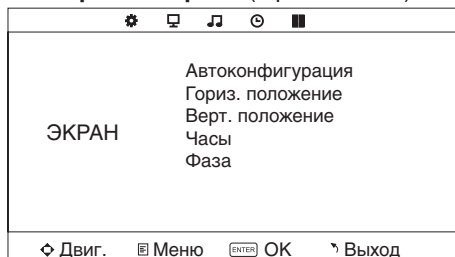 Автоконфигурация
Гориз. положение
Верт. положение
ЭКРАН
Часы
Фаза
Двиг. Меню ENTER OK Выход